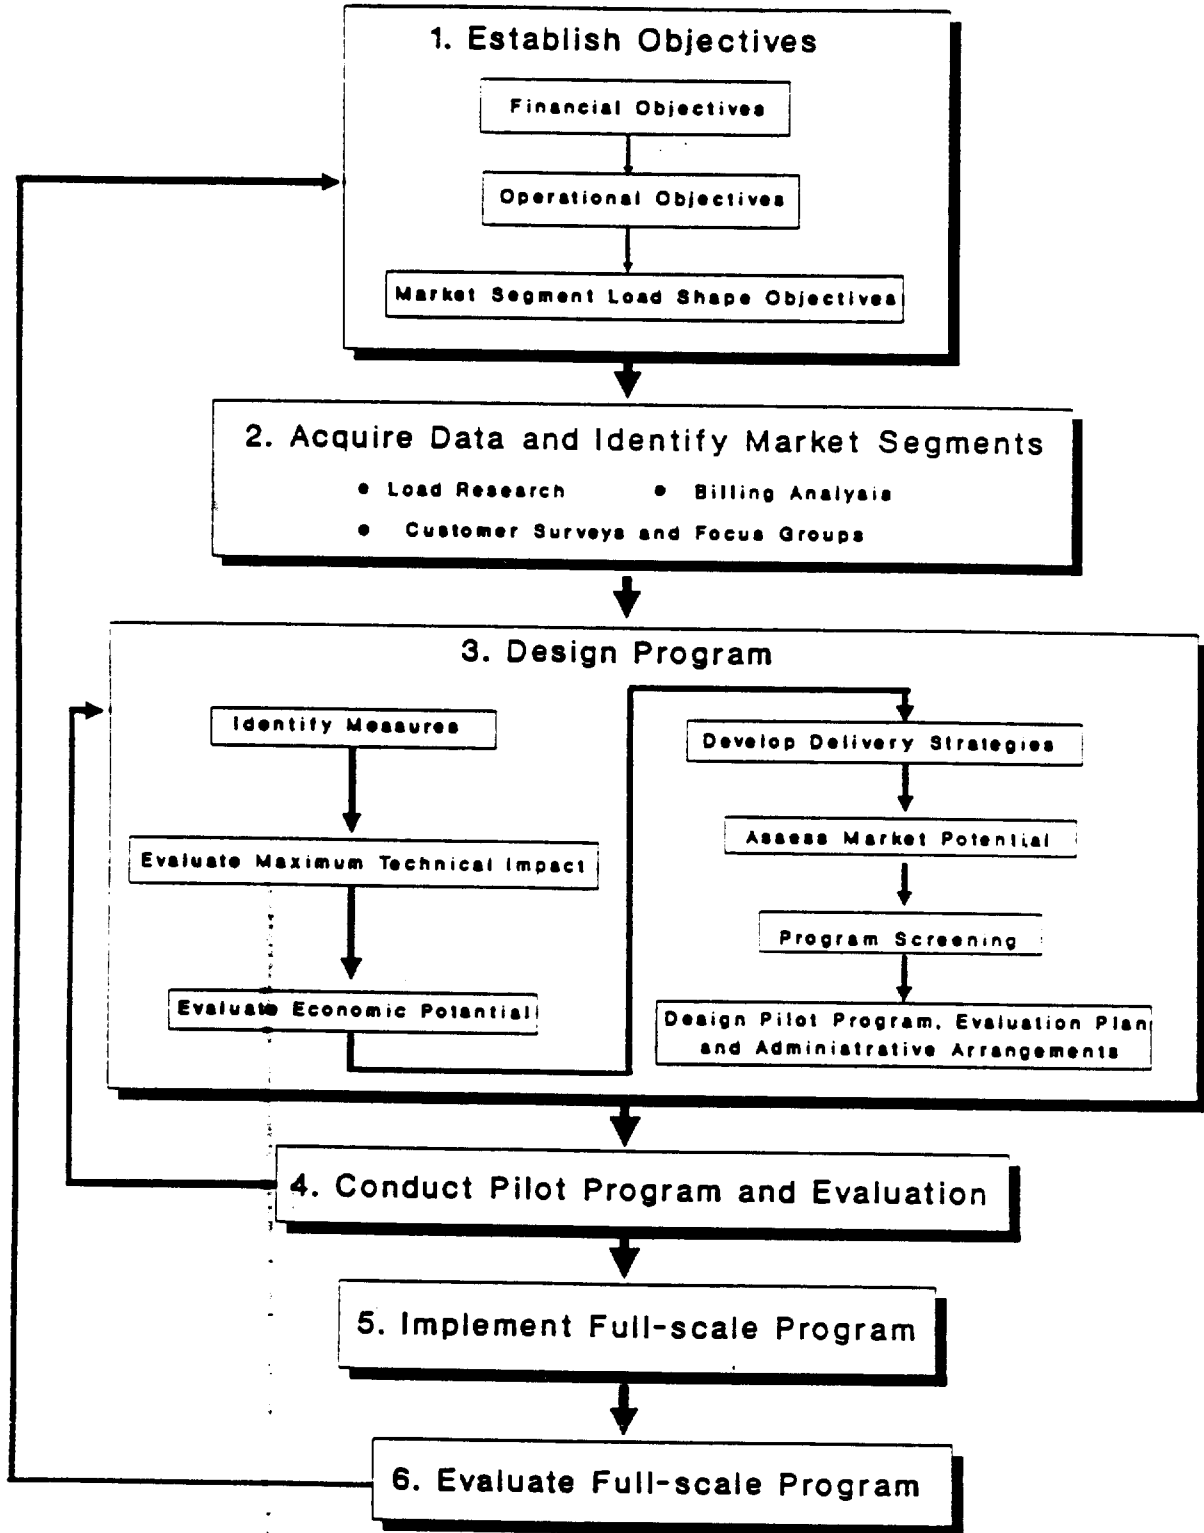 1. Establish Objectives
Financial Objectives
Operational Objectives
Market Segment Load Shape Objectives
2. Acquire Data and Identify Market Segments
• Load Research
• Billing Analysis
• Customer Surveys and Focus Groups
3. Design Program
Identify Measures
Evaluate Maximum Technical Impact
Evaluate Economic Potential
Develop Delivery Strategies
Assess Market Potential
Program Screening
Design Pilot Program, Evaluation Plan
and Administrative Arrangements
4. Conduct Pilot Program and Evaluation
5. Implement Full-scale Program
6. Evaluate Full-scale Program